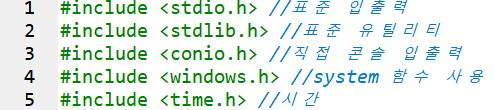 1 #include <stdio.h> //표준 입출력
2 #include <stdlib.h> //표준 유틸리티
3 #include <conio.h> //직접 콘솔 입출력
4 #include <windows.h> //system 함수 사용
5 #include <time.h> //시간